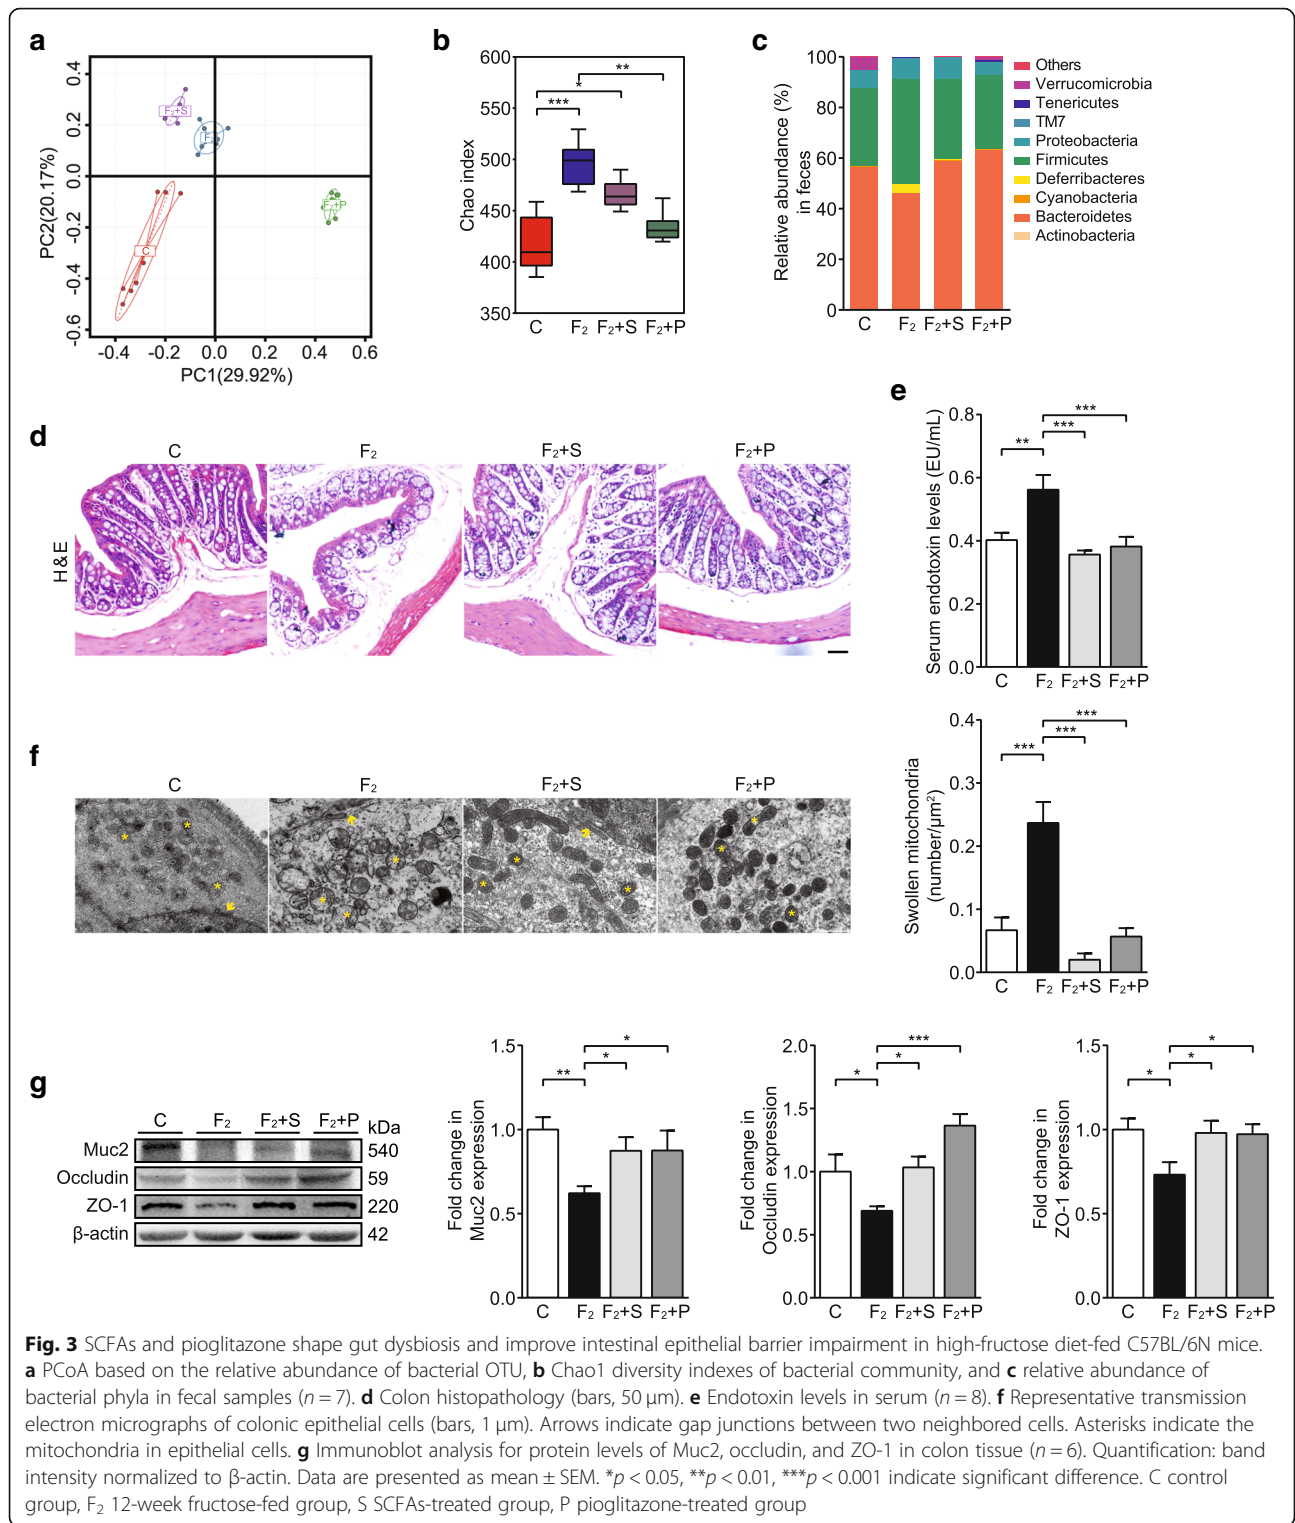 a
0.4
0.2
0.0
-0.2
-0.4
-0.6
PC2(20.17%)
F₂+S
F₂
F₂+P
C
-0.4 -0.2 0.0 0.2 0.4 0.6
PC1(29.92%)
b
600
550
500
450
400
350
Chao index
***
*
**
C F₂ F₂+S F₂+P
c
100
80
60
40
20
0
Relative abundance (%)
in feces
C F₂ F₂+S F₂+P
Others
Verrucomicrobia
Tenericutes
TM7
Proteobacteria
Firmicutes
Deferribacteres
Cyanobacteria
Bacteroidetes
Actinobacteria
d
C F₂ F₂+S F₂+P
H&E
e
0.8
0.6
0.4
0.2
0.0
Serum endotoxin levels (EU/mL)
**
***
***
C F₂ F₂+S F₂+P
f
C F₂ F₂+S F₂+P
0.4
0.3
0.2
0.1
0.0
Swollen mitochondria
(number/µm²)
***
***
***
C F₂ F₂+S F₂+P
g
C F₂ F₂+S F₂+P kDa
Muc2 540
Occludin 59
ZO-1 220
β-actin 42
1.5
1.0
0.5
0.0
Fold change in
Muc2 expression
**
*
*
C F₂ F₂+S F₂+P
2.0
1.5
1.0
0.5
0.0
Fold change in
Occludin expression
*
*
***
C F₂ F₂+S F₂+P
1.5
1.0
0.5
0.0
Fold change in
ZO-1 expression
*
*
*
C F₂ F₂+S F₂+P
Fig. 3 SCFAs and pioglitazone shape gut dysbiosis and improve intestinal epithelial barrier impairment in high-fructose diet-fed C57BL/6N mice.
a PCoA based on the relative abundance of bacterial OTU, b Chao1 diversity indexes of bacterial community, and c relative abundance of
bacterial phyla in fecal samples (n = 7). d Colon histopathology (bars, 50 µm). e Endotoxin levels in serum (n = 8). f Representative transmission
electron micrographs of colonic epithelial cells (bars, 1 µm). Arrows indicate gap junctions between two neighbored cells. Asterisks indicate the
mitochondria in epithelial cells. g Immunoblot analysis for protein levels of Muc2, occludin, and ZO-1 in colon tissue (n = 6). Quantification: band
intensity normalized to β-actin. Data are presented as mean ± SEM. *p < 0.05, **p < 0.01, ***p < 0.001 indicate significant difference. C control
group, F₂ 12-week fructose-fed group, S SCFAs-treated group, P pioglitazone-treated group